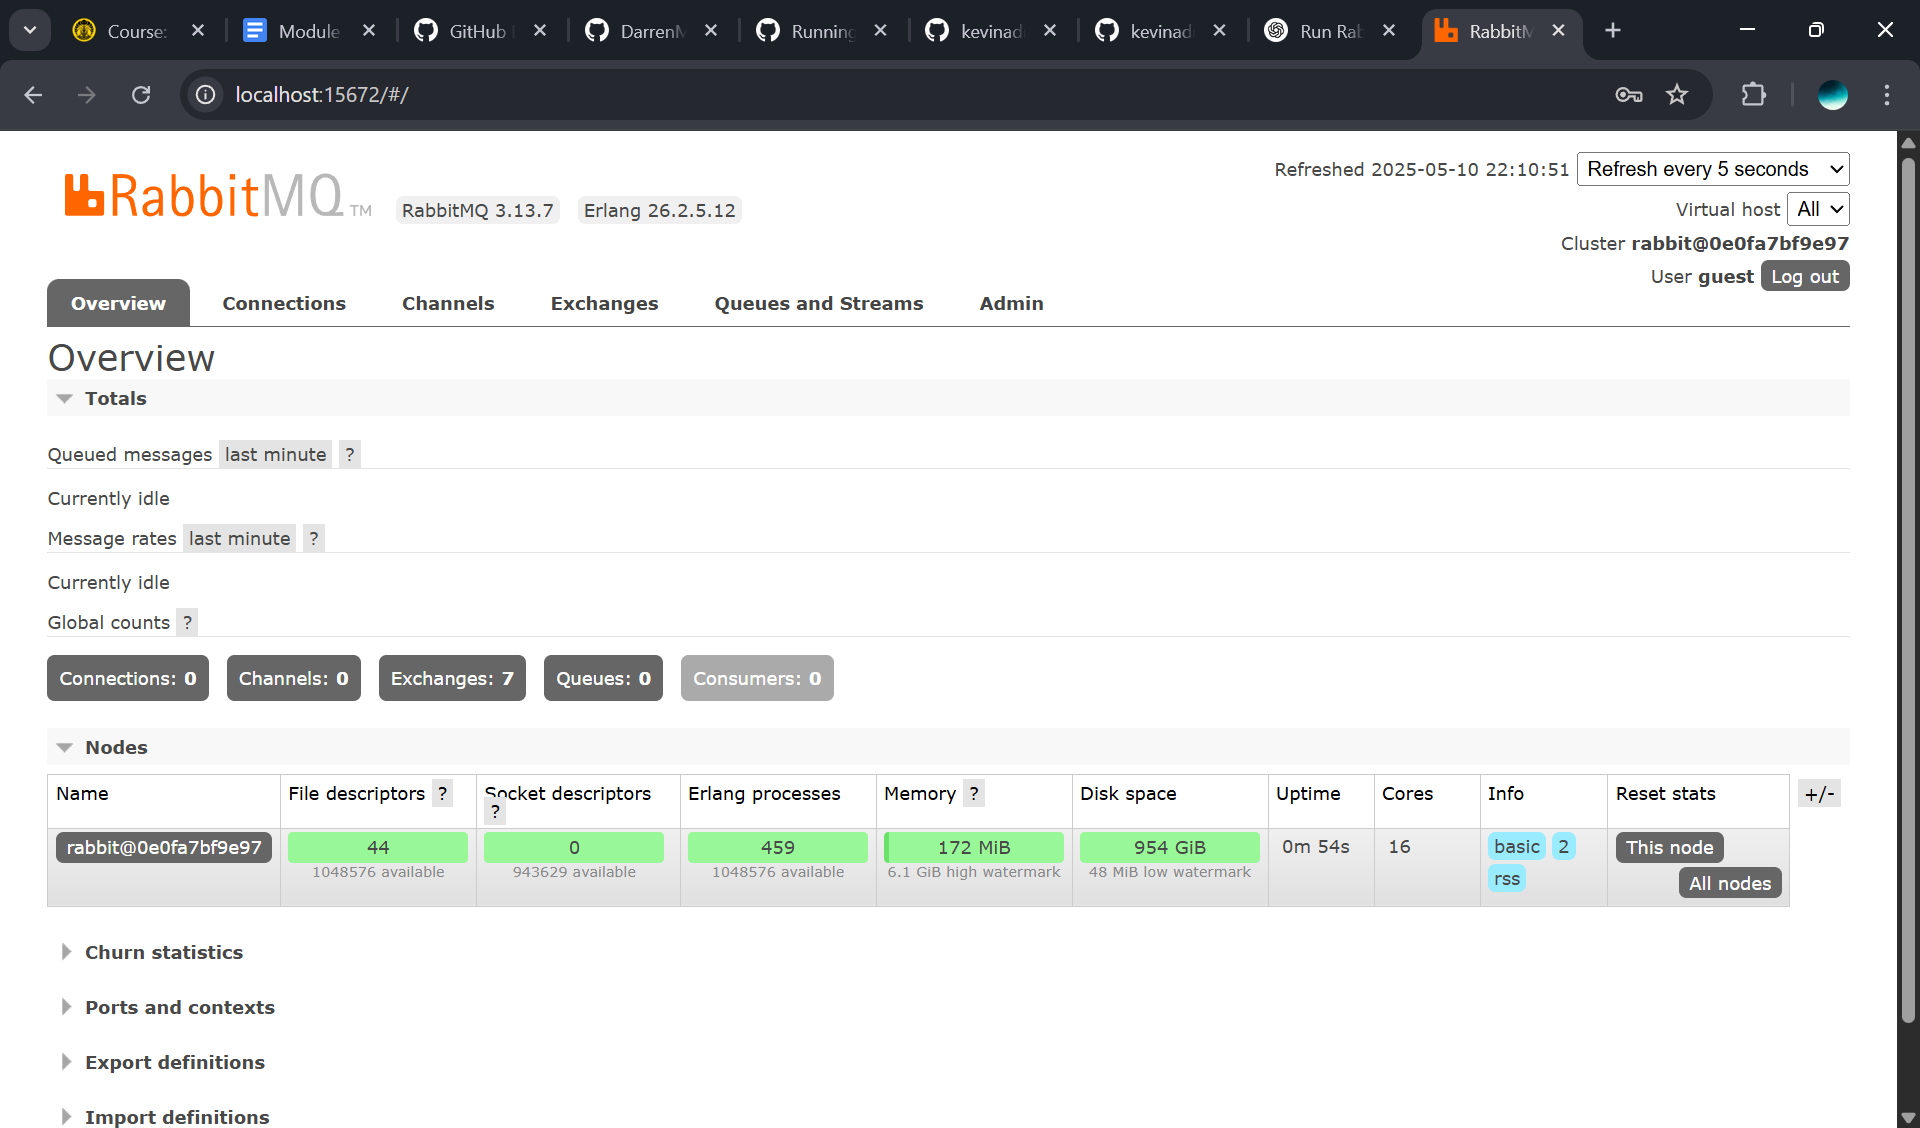 Course:
Module
GitHub
DarrenM
Running
kevinad
kevinad
Run Rab
RabbitM
localhost:15672/#/
Refreshed 2025-05-10 22:10:51 Refresh every 5 seconds
RabbitMQ TM RabbitMQ 3.13.7 Erlang 26.2.5.12
Virtual host All
Cluster rabbit@0e0fa7bf9e97
User guest Log out
Overview Connections Channels Exchanges Queues and Streams Admin
Overview
Totals
Queued messages last minute ?
Currently idle
Message rates last minute ?
Currently idle
Global counts ?
Connections: 0 Channels: 0 Exchanges: 7 Queues: 0 Consumers: 0
Nodes
Name File descriptors ? Socket descriptors ? Erlang processes Memory ? Disk space Uptime Cores Info Reset stats +/-
rabbit@0e0fa7bf9e97 44 0 459 172 MiB 954 GiB 0m 54s 16 basic 2 This node
1048576 available 943629 available 1048576 available 6.1 GiB high watermark 48 MiB low watermark rss All nodes
Churn statistics
Ports and contexts
Export definitions
Import definitions